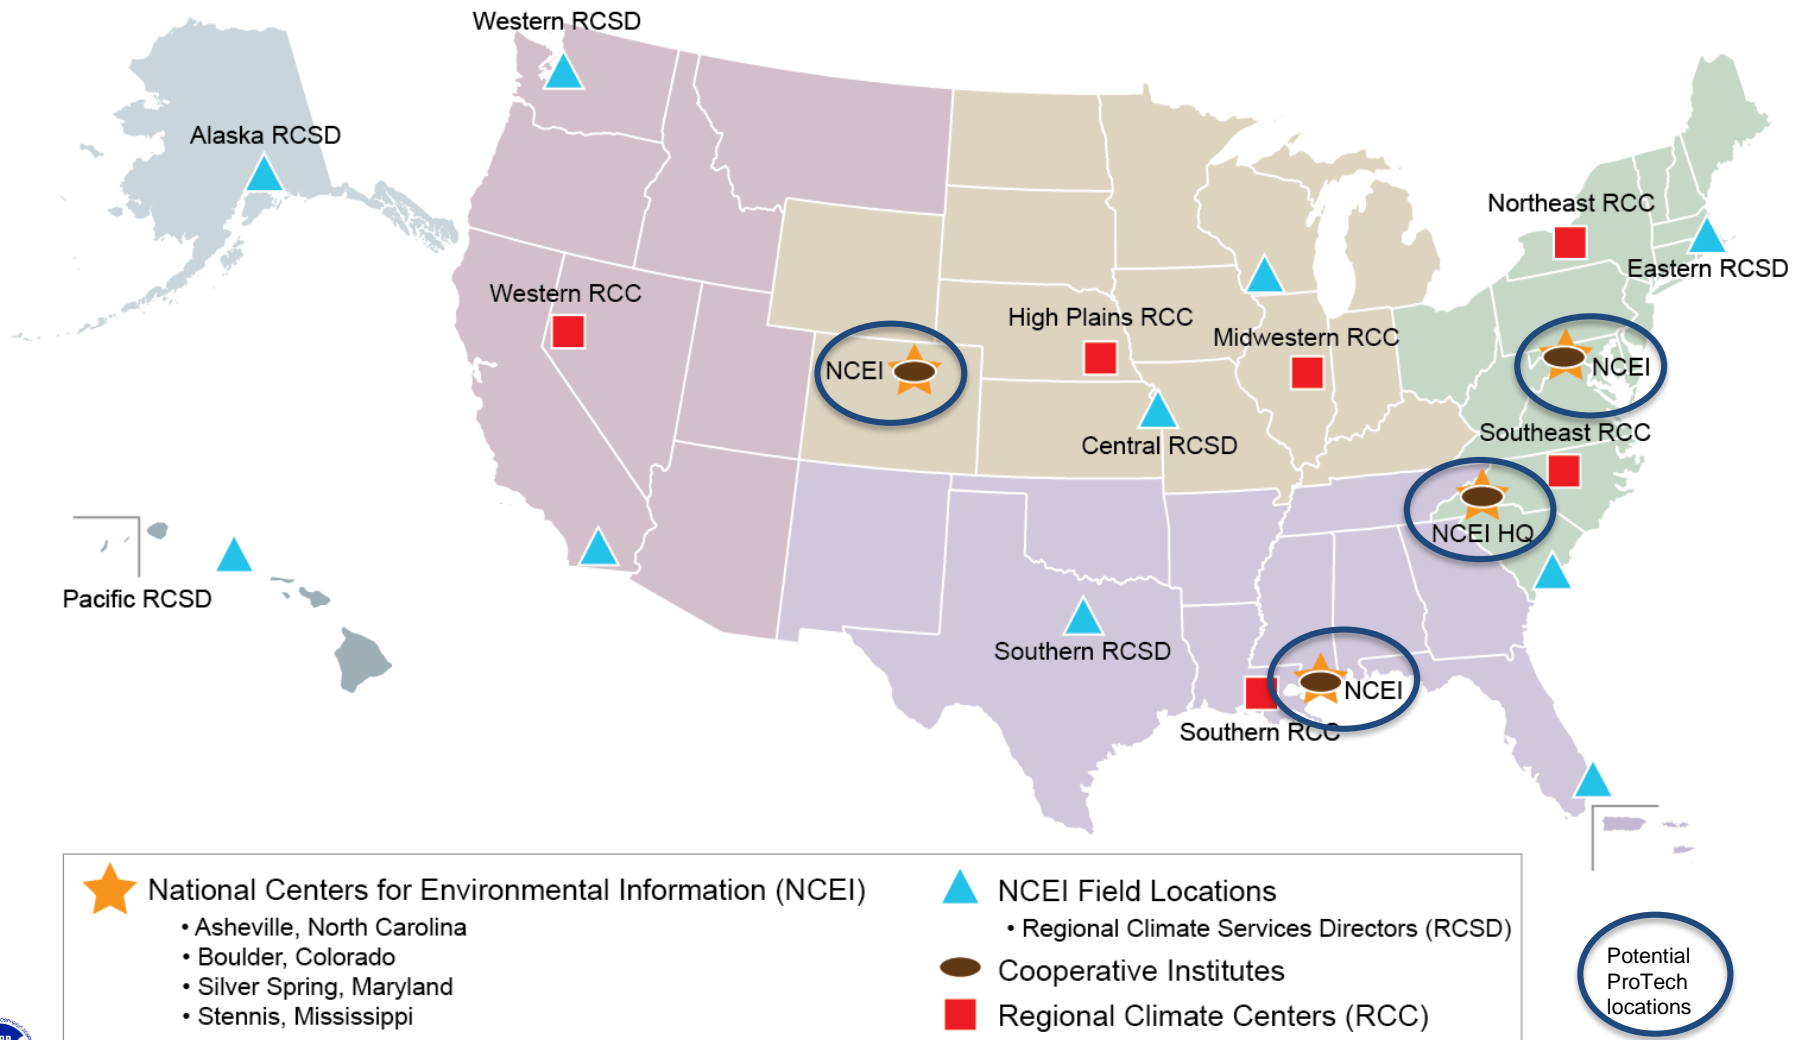 Western RCSD
Alaska RCSD
Northeast RCC
Eastern RCSD
Western RCC
High Plains RCC
Midwestern RCC
NCEI
NCEI
Southeast RCC
Central RCSD
NCEI HQ
Pacific RCSD
Southern RCSD
NCEI
Southern RCC
National Centers for Environmental Information (NCEI)
• Asheville, North Carolina
• Boulder, Colorado
• Silver Spring, Maryland
• Stennis, Mississippi
NCEI Field Locations
• Regional Climate Services Directors (RCSD)
Cooperative Institutes
Regional Climate Centers (RCC)
Potential
ProTech
locations